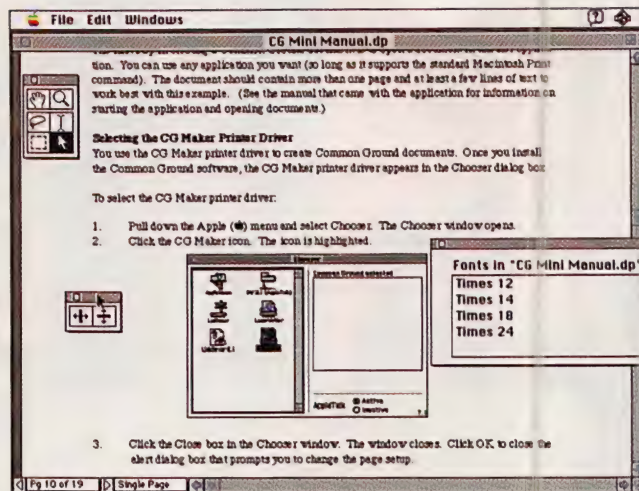 File Edit Windows
CG Mini Manual.dp
tion. You can use any application you want (so long as it supports the standard Macintosh Print
command). The document should contain more than one page and at least a few lines of text to
work best with this example. (See the manual that came with the application for information on
starting the application and opening documents.)
Selecting the CG Maker Printer Driver
You use the CG Maker printer driver to create Common Ground documents. Once you install
the Common Ground software, the CG Maker printer driver appears in the Chooser dialog box
To select the CG Maker printer driver:
1. Pull down the Apple () menu and select Chooser. The Chooser window opens.
2. Click the CG Maker icon. The icon is highlighted.
Chooser
AppleShare
LaserWriter
Common Ground selected
AppleTalk
Active
Inactive
Fonts in "CG Mini Manual.dp"
Times 12
Times 14
Times 18
Times 24
3. Click the Close box in the Chooser window. The window closes. Click OK to close the
alert dialog box that prompts you to change the page setup.
Pg 10 of 19
Single Page